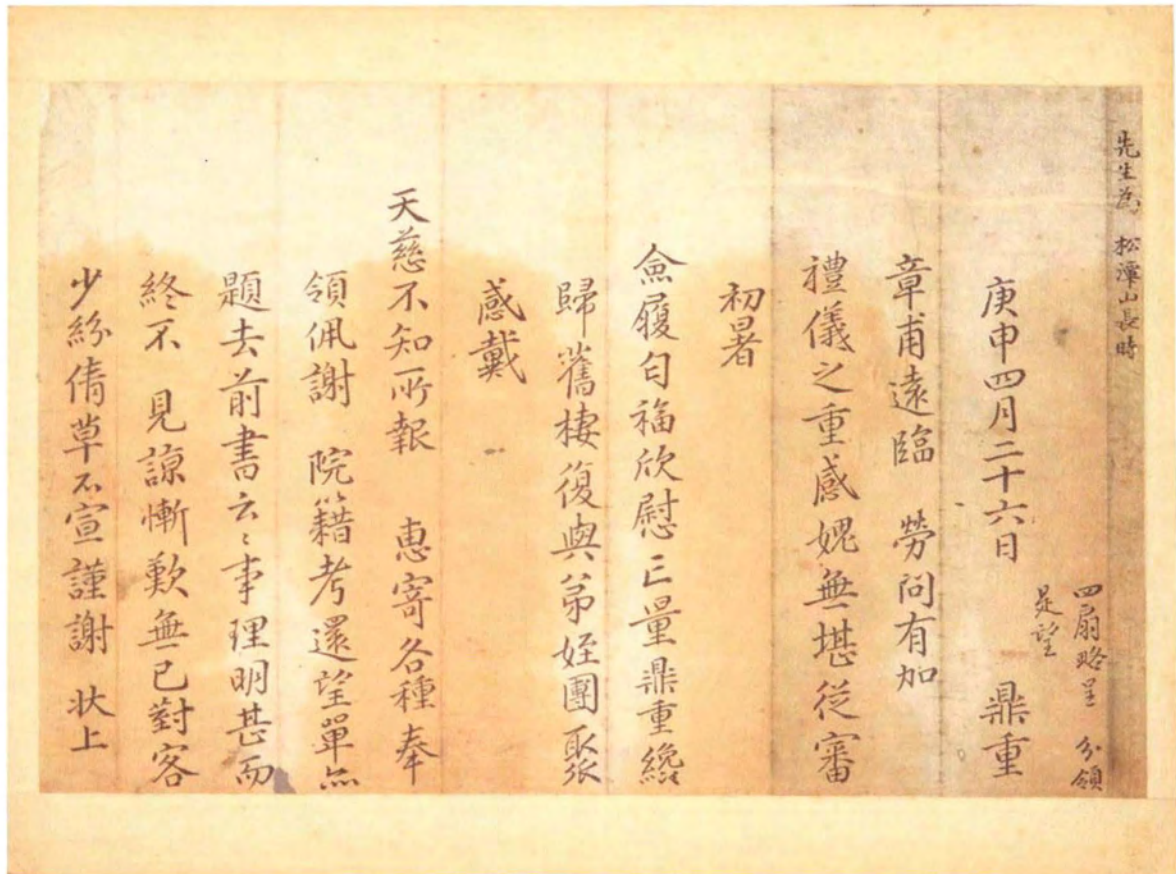 先生為 松潭山長時
四扇略呈 分領
是望
庚申四月二十六日 鼎重
章甫遠臨 勞問有加
禮儀之重感媿無堪從審
初暑
僉履匀福欣慰亡量鼎重纔
歸舊棲復與弟姪團聚
感戴
天慈不知所報 惠寄各種奉
領佩謝 院籍考還望單亦
題去前書云々事理明甚而
終不 見諒慚歎無已對客
少紛倩草不宣謹謝 狀上